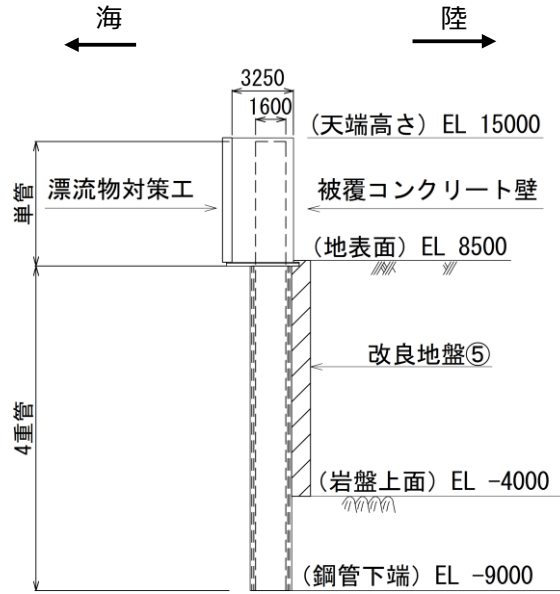 海
陸
3250
1600
(天端高さ) EL 15000
単管
漂流物対策工
被覆コンクリート壁
(地表面) EL 8500
改良地盤⑤
4重管
(岩盤上面) EL -4000
(鋼管下端) EL -9000